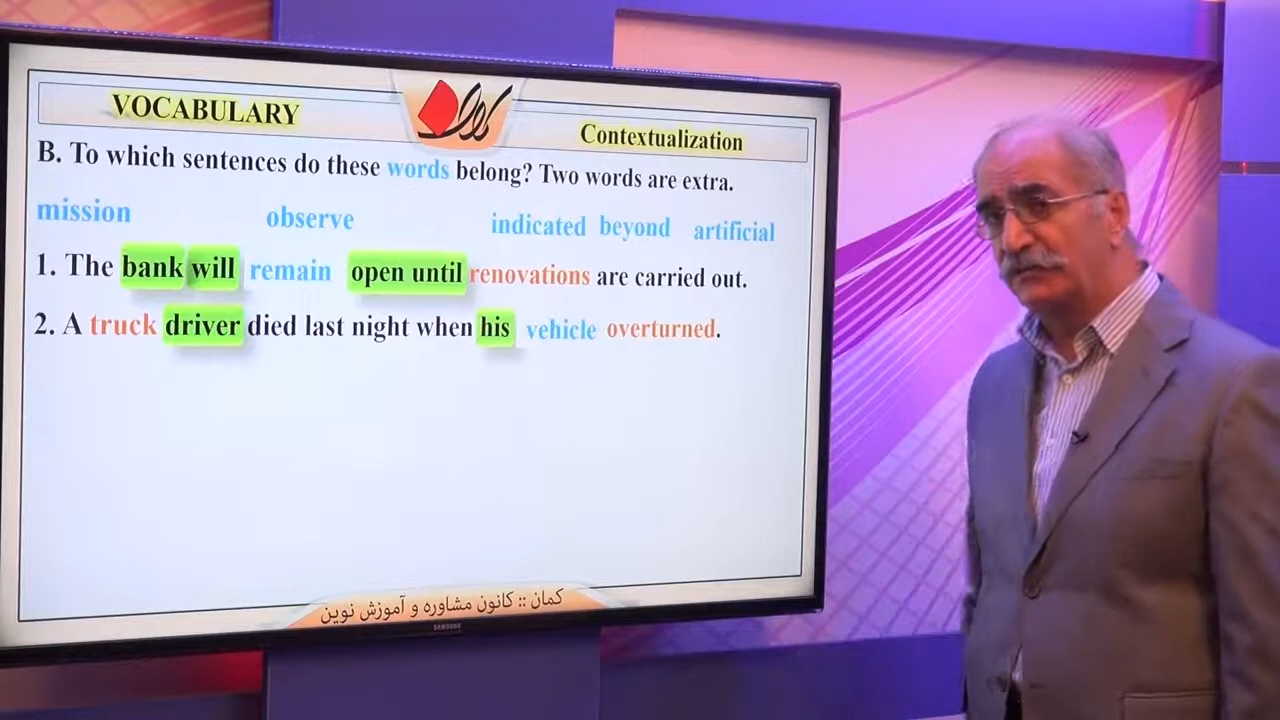 VOCABULARY
کمان
Contextualization
B. To which sentences do these words belong? Two words are extra.
mission observe indicated beyond artificial
1. The bank will remain open until renovations are carried out.
2. A truck driver died last night when his vehicle overturned.
کمان :: کانون مشاوره و آموزش نوین
SAMSUNG